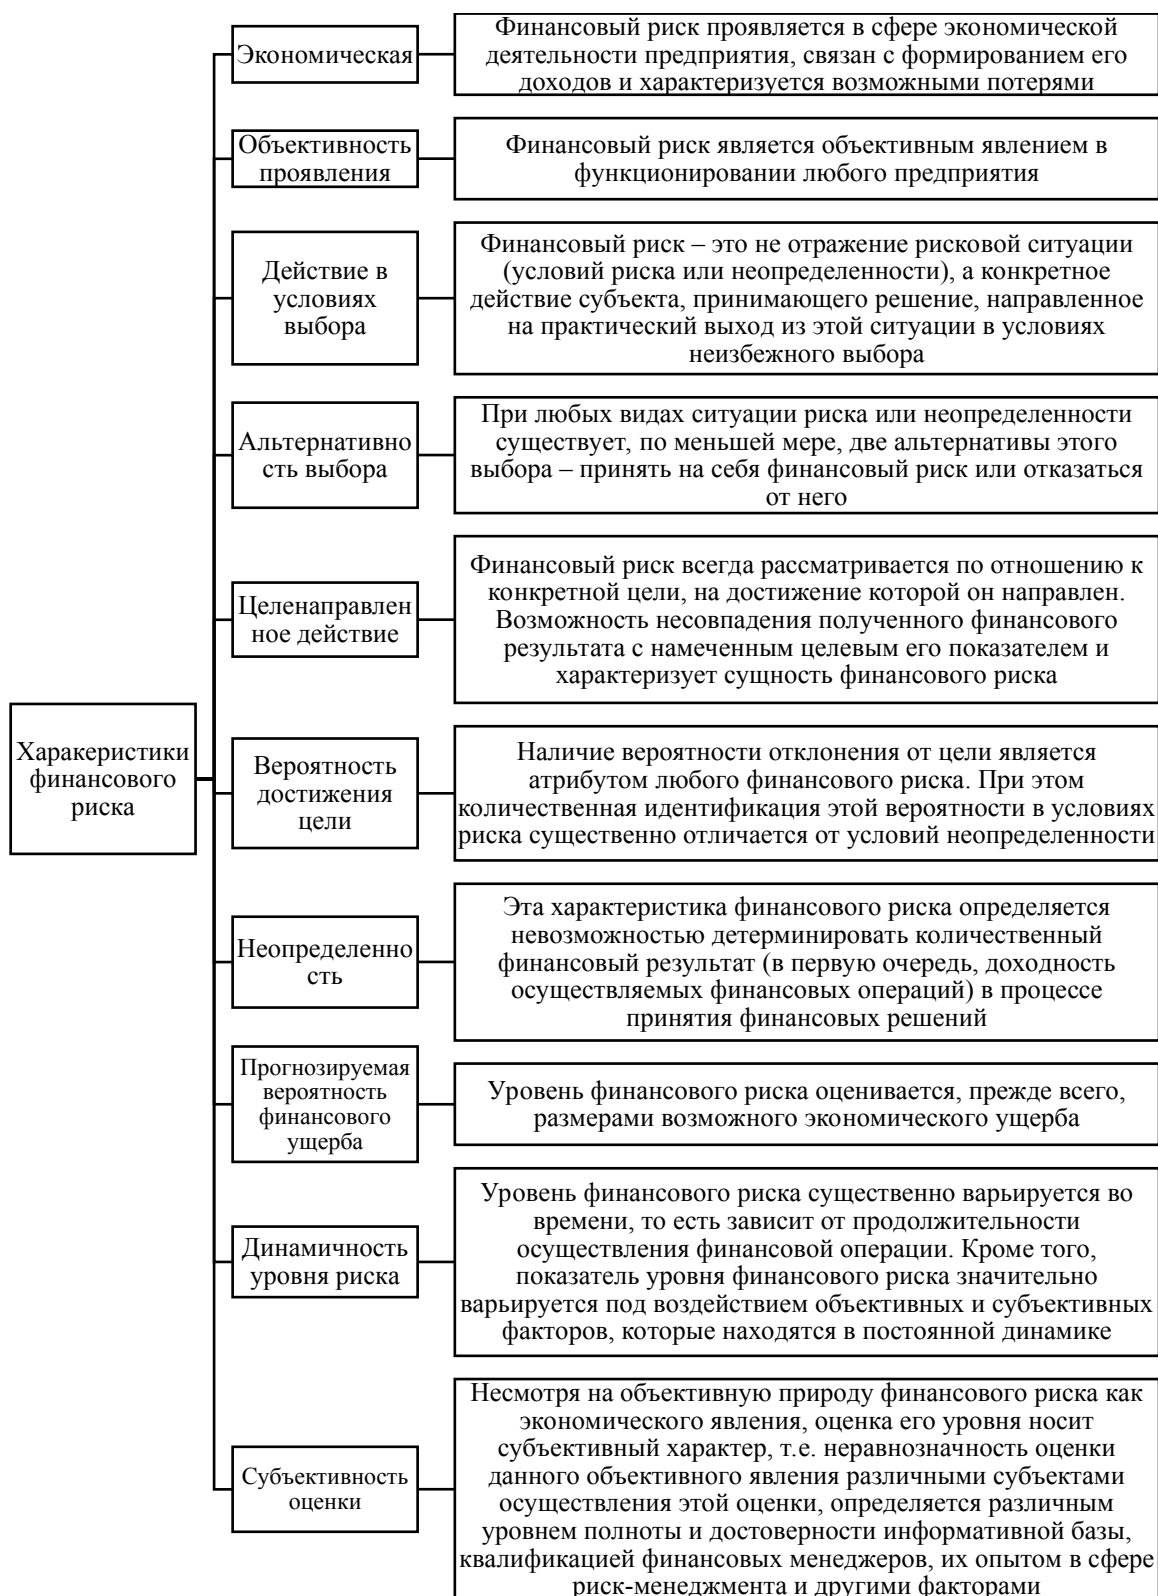 Экономическая
Финансовый риск проявляется в сфере экономической
деятельности предприятия, связан с формированием его
доходов и характеризуется возможными потерями
Объективность
проявления
Финансовый риск является объективным явлением в
функционировании любого предприятия
Действие в
условиях
выбора
Финансовый риск – это не отражение рисковой ситуации
(условий риска или неопределенности), а конкретное
действие субъекта, принимающего решение, направленное
на практический выход из этой ситуации в условиях
неизбежного выбора
Альтернативно
сть выбора
При любых видах ситуации риска или неопределенности
существует, по меньшей мере, две альтернативы этого
выбора – принять на себя финансовый риск или отказаться
от него
Целенаправлен
ное действие
Финансовый риск всегда рассматривается по отношению к
конкретной цели, на достижение которой он направлен.
Возможность несовпадения полученного финансового
результата с намеченным целевым его показателем и
характеризует сущность финансового риска
Харакеристики
финансового
риска
Вероятность
достижения
цели
Наличие вероятности отклонения от цели является
атрибутом любого финансового риска. При этом
количественная идентификация этой вероятности в условиях
риска существенно отличается от условий неопределенности
Неопределенно
сть
Эта характеристика финансового риска определяется
невозможностью детерминировать количественный
финансовый результат (в первую очередь, доходность
осуществляемых финансовых операций) в процессе
принятия финансовых решений
Прогнозируемая
вероятность
финансового
ущерба
Уровень финансового риска оценивается, прежде всего,
размерами возможного экономического ущерба
Динамичность
уровня риска
Уровень финансового риска существенно варьируется во
времени, то есть зависит от продолжительности
осуществления финансовой операции. Кроме того,
показатель уровня финансового риска значительно
варьируется под воздействием объективных и субъективных
факторов, которые находятся в постоянной динамике
Субъективность
оценки
Несмотря на объективную природу финансового риска как
экономического явления, оценка его уровня носит
субъективный характер, т.е. неравнозначность оценки
данного объективного явления различными субъектами
осуществления этой оценки, определяется различным
уровнем полноты и достоверности информативной базы,
квалификацией финансовых менеджеров, их опытом в сфере
риск-менеджмента и другими факторами